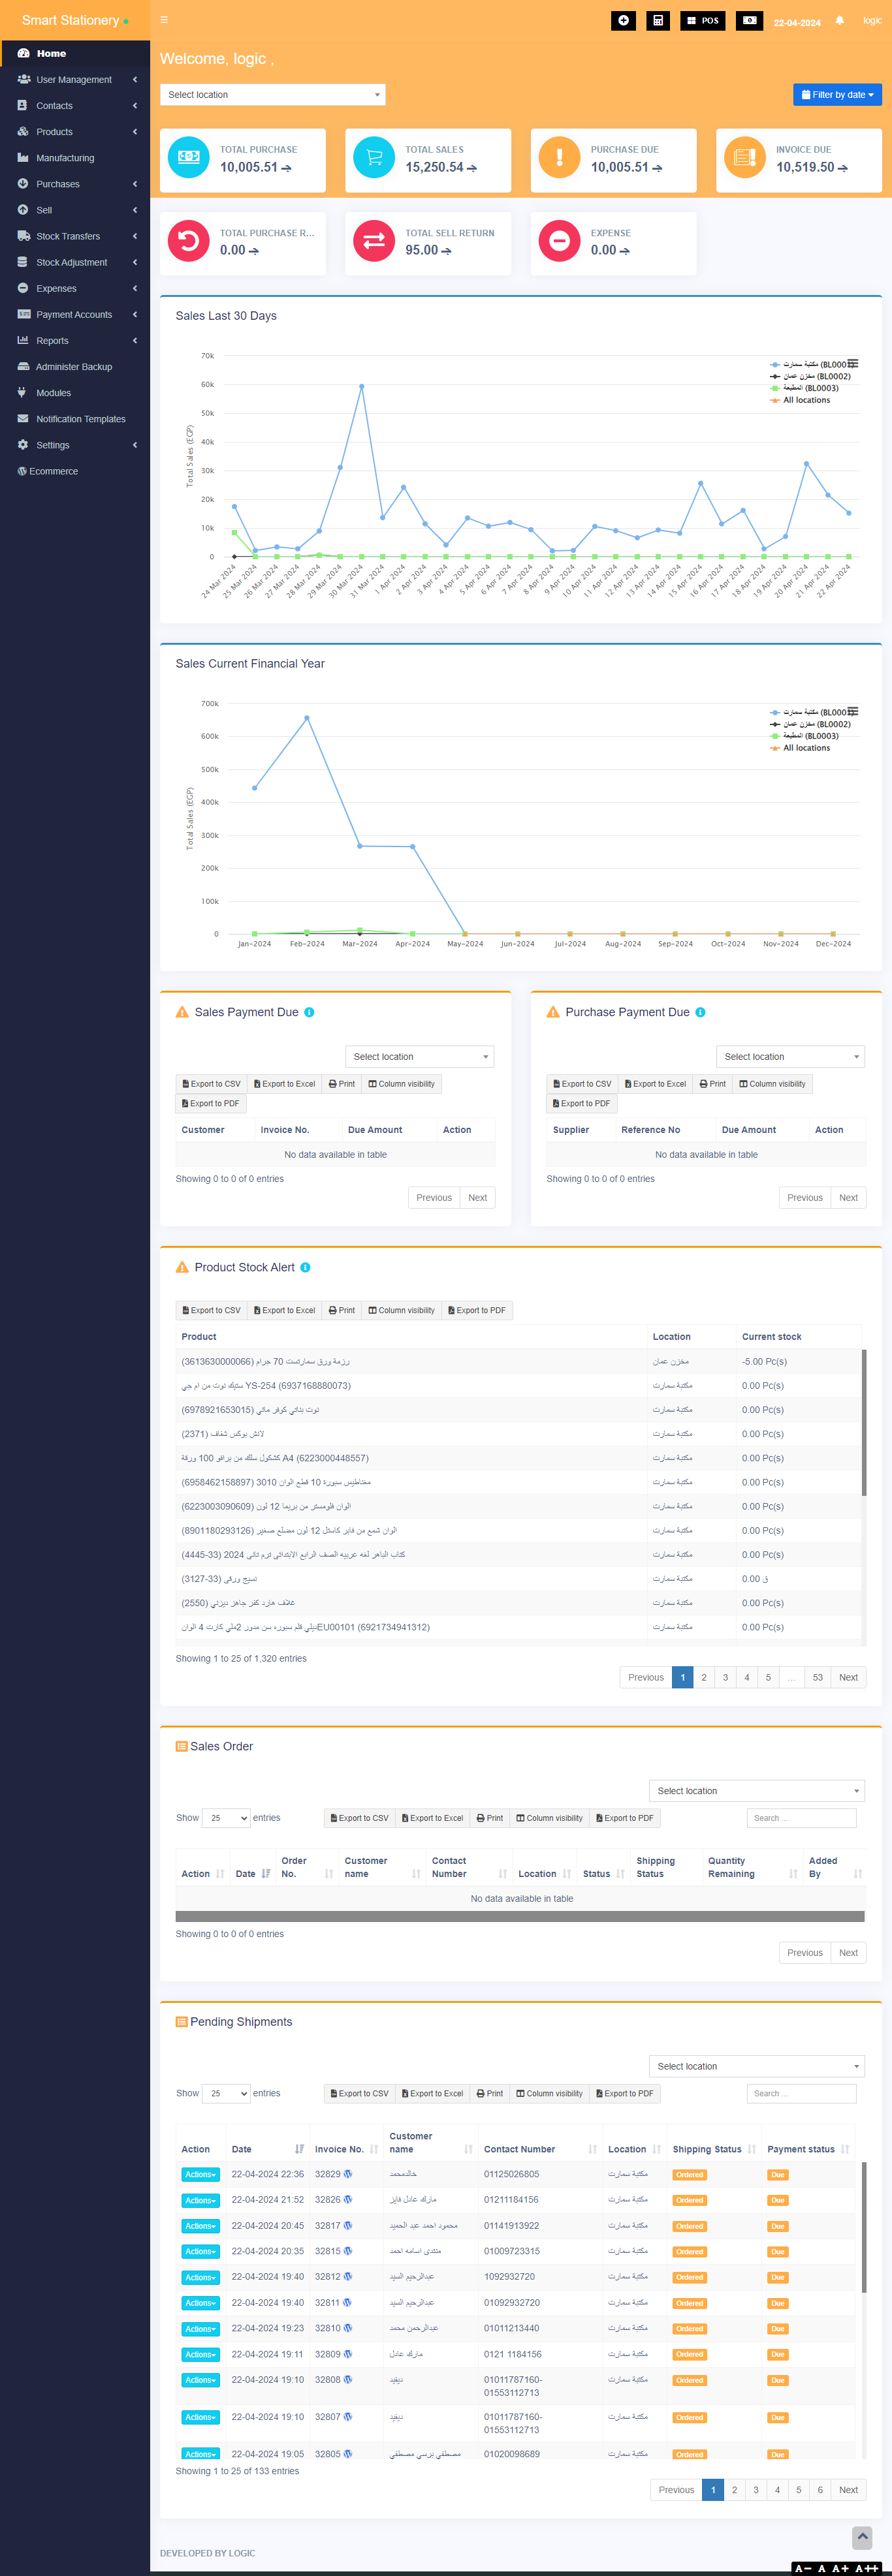 Smart Stationery
POS
22-04-2024
logic
Home
User Management
Contacts
Products
Manufacturing
Purchases
Sell
Stock Transfers
Stock Adjustment
Expenses
Payment Accounts
Reports
Administer Backup
Modules
Notification Templates
Settings
Ecommerce
Welcome, logic ,
Select location
Filter by date
TOTAL PURCHASE
10,005.51 ج
TOTAL SALES
15,250.54 ج
PURCHASE DUE
10,005.51 ج
INVOICE DUE
10,519.50 ج
TOTAL PURCHASE R...
0.00 ج
TOTAL SELL RETURN
95.00 ج
EXPENSE
0.00 ج
Sales Last 30 Days
مكتبة سمارت (BL0001)
مخزن عمان (BL0002)
المطبعة (BL0003)
All locations
Total Sales (EGP)
70k
60k
50k
40k
30k
20k
10k
0
24 Mar 2024
25 Mar 2024
26 Mar 2024
27 Mar 2024
28 Mar 2024
29 Mar 2024
30 Mar 2024
31 Mar 2024
1 Apr 2024
2 Apr 2024
3 Apr 2024
4 Apr 2024
5 Apr 2024
6 Apr 2024
7 Apr 2024
8 Apr 2024
9 Apr 2024
10 Apr 2024
11 Apr 2024
12 Apr 2024
13 Apr 2024
14 Apr 2024
15 Apr 2024
16 Apr 2024
17 Apr 2024
18 Apr 2024
19 Apr 2024
20 Apr 2024
21 Apr 2024
22 Apr 2024
Sales Current Financial Year
مكتبة سمارت (BL0001)
مخزن عمان (BL0002)
المطبعة (BL0003)
All locations
Total Sales (EGP)
700k
600k
500k
400k
300k
200k
100k
0
Jan-2024 Feb-2024 Mar-2024 Apr-2024 May-2024 Jun-2024 Jul-2024 Aug-2024 Sep-2024 Oct-2024 Nov-2024 Dec-2024
Sales Payment Due
Select location
Export to CSV Export to Excel Print Column visibility
Export to PDF
Customer Invoice No. Due Amount Action
No data available in table
Showing 0 to 0 of 0 entries
Previous Next
Purchase Payment Due
Select location
Export to CSV Export to Excel Print Column visibility
Export to PDF
Supplier Reference No Due Amount Action
No data available in table
Showing 0 to 0 of 0 entries
Previous Next
Product Stock Alert
Export to CSV Export to Excel Print Column visibility Export to PDF
Product Location Current stock
رزمة ورق سمارتست 70 جرام (3613630000066) مخزن عمان -5.00 Pc(s)
ستيك نوت من ام جي YS-254 (6937168880073) مكتبة سمارت 0.00 Pc(s)
نوت بناتي كوفر مائي (6978921653015) مكتبة سمارت 0.00 Pc(s)
لانش بوكس شفاف (2371) مكتبة سمارت 0.00 Pc(s)
كشكول سلك من برافو 100 ورقة A4 (6223000448557) مكتبة سمارت 0.00 Pc(s)
مغناطيس سبورة 10 قطع الوان 3010 (6958462158897) مكتبة سمارت 0.00 Pc(s)
الوان فلومستر من بريما 12 لون (6223003090609) مكتبة سمارت 0.00 Pc(s)
الوان شمع من فابر كاستل 12 لون مضلع صغير (8901180293126) مكتبة سمارت 0.00 Pc(s)
كتاب الباهر لغه عربيه الصف الرابع الابتدائى ترم تانى 2024 (4445-33) مكتبة سمارت 0.00 Pc(s)
نسيج ورقى (3127-33) مكتبة سمارت 0.00 ق
غلاف هارد كفر جاهز ديزني (2550) مكتبة سمارت 0.00 Pc(s)
ديلي قلم سبوره سن مدور 2ملي كارت 4 الوانEU00101 (6921734941312) مكتبة سمارت 0.00 Pc(s)
Showing 1 to 25 of 1,320 entries
Previous 1 2 3 4 5 ... 53 Next
Sales Order
Select location
Show 25 entries
Export to CSV Export to Excel Print Column visibility Export to PDF
Search ...
Action Date Order No. Customer name Contact Number Location Status Shipping Status Quantity Remaining Added By
No data available in table
Showing 0 to 0 of 0 entries
Previous Next
Pending Shipments
Select location
Show 25 entries
Export to CSV Export to Excel Print Column visibility Export to PDF
Search ...
Action Date Invoice No. Customer name Contact Number Location Shipping Status Payment status
Actions 22-04-2024 22:36 32829 خالدمحمد 01125026805 مكتبة سمارت Ordered Due
Actions 22-04-2024 21:52 32826 مارك عادل فايز 01211184156 مكتبة سمارت Ordered Due
Actions 22-04-2024 20:45 32817 محمود احمد عبد الحميد 01141913922 مكتبة سمارت Ordered Due
Actions 22-04-2024 20:35 32815 منتدى اسامه احمد 01009723315 مكتبة سمارت Ordered Due
Actions 22-04-2024 19:40 32812 عبدالرحيم السيد 1092932720 مكتبة سمارت Ordered Due
Actions 22-04-2024 19:40 32811 عبدالرحيم السيد 01092932720 مكتبة سمارت Ordered Due
Actions 22-04-2024 19:23 32810 عبدالرحمن محمد 01011213440 مكتبة سمارت Ordered Due
Actions 22-04-2024 19:11 32809 مارك عادل 0121 1184156 مكتبة سمارت Ordered Due
Actions 22-04-2024 19:10 32808 ديفيد 01011787160-01553112713 مكتبة سمارت Ordered Due
Actions 22-04-2024 19:10 32807 ديفيد 01011787160-01553112713 مكتبة سمارت Ordered Due
Actions 22-04-2024 19:05 32805 مصطفي برسي مصطفي 01020098689 مكتبة سمارت Ordered Due
Showing 1 to 25 of 133 entries
Previous 1 2 3 4 5 6 Next
DEVELOPED BY LOGIC
A− A A+ A++